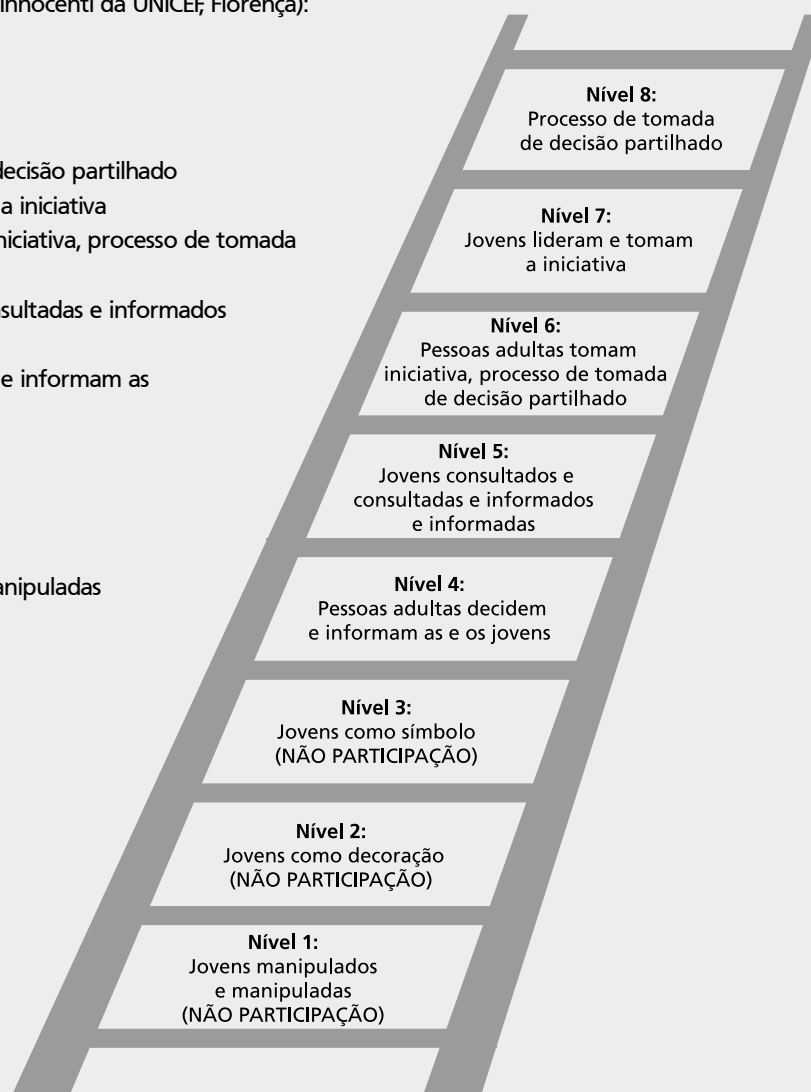 Innocenti da UNICEF, Florença):
decisão partilhado
a iniciativa
niciativa, processo de tomada
nsultadas e informados
e informam as
anipuladas
Nível 8:
Processo de tomada
de decisão partilhado
Nível 7:
Jovens lideram e tomam
a iniciativa
Nível 6:
Pessoas adultas tomam
iniciativa, processo de tomada
de decisão partilhado
Nível 5:
Jovens consultados e
consultadas e informados
e informadas
Nível 4:
Pessoas adultas decidem
e informam as e os jovens
Nível 3:
Jovens como símbolo
(NÃO PARTICIPAÇÃO)
Nível 2:
Jovens como decoração
(NÃO PARTICIPAÇÃO)
Nível 1:
Jovens manipulados
e manipuladas
(NÃO PARTICIPAÇÃO)